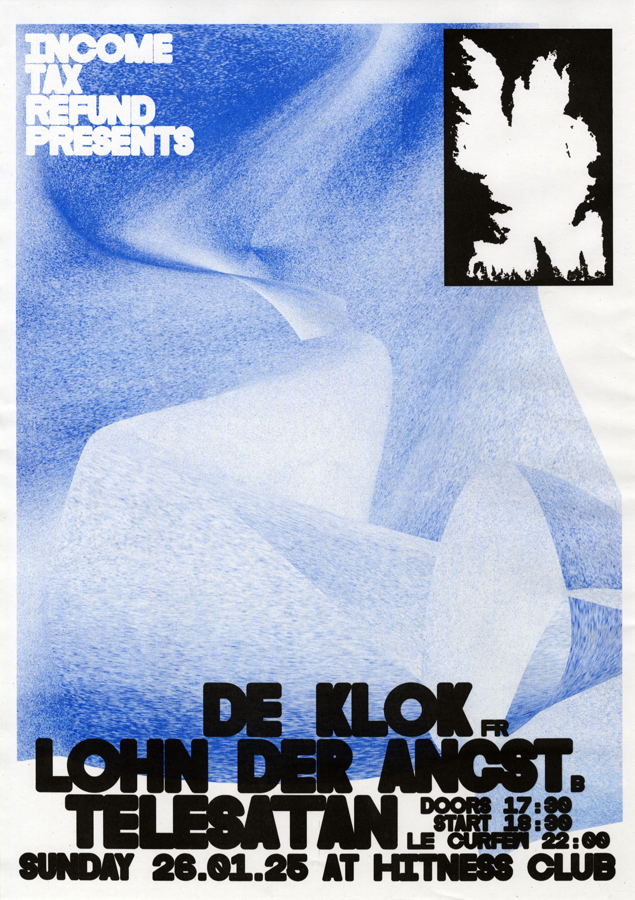 INCOME
TAX
REFUND
PRESENTS
DE KLOK FR
LOHN DER ANGST B
TELESATAN
DOORS 17:30
START 18:30
LE CURFEW 22:00
SUNDAY 26.01.25 AT HITNESS CLUB